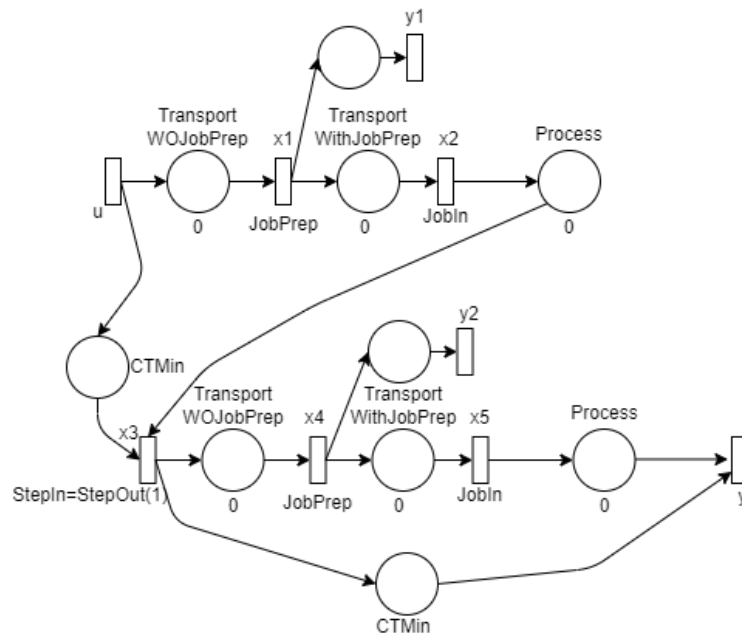 y1
Transport
WOJobPrep
x1
Transport
WithJobPrep
x2
Process
u
0
JobPrep
0
JobIn
0
y2
CTMin
Transport
WOJobPrep
x4
Transport
WithJobPrep
x5
Process
x3
StepIn=StepOut(1)
0
JobPrep
0
JobIn
0
y
CTMin